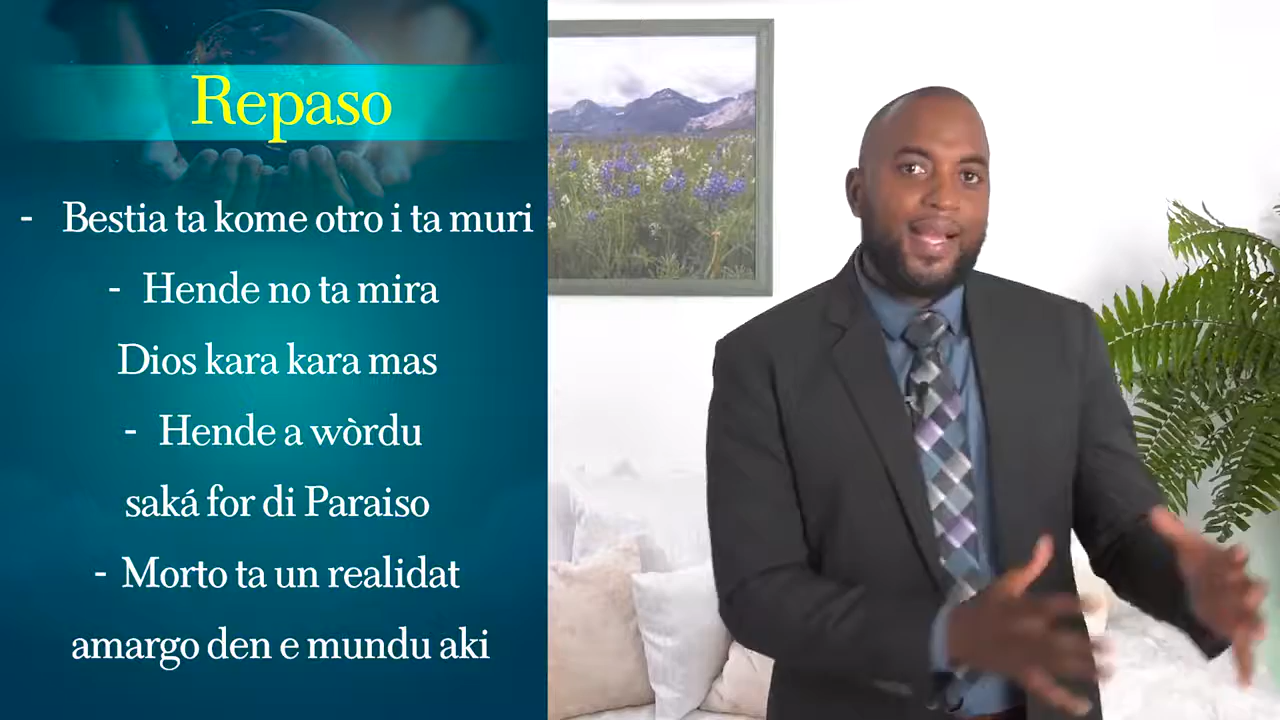 Repaso
- Bestia ta kome otro i ta muri
- Hende no ta mira
Dios kara kara mas
- Hende a wòrdu
saká for di Paraiso
- Morto ta un realidat
amargo den e mundu aki